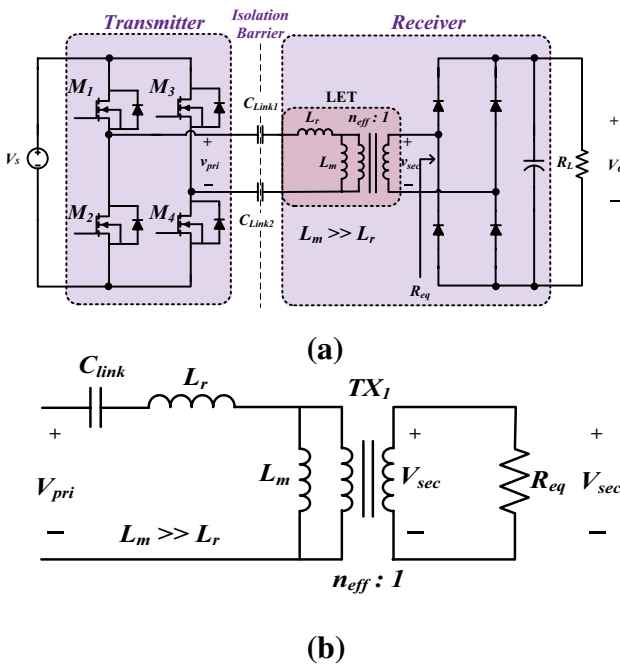 Transmitter
Isolation
Barrier
Receiver
M1
M3
CLink1
LET
Lr
neff : 1
Vs
+
vpri
−
Lm
+
vsec
−
RL
+
−
M2
M4
CLink2
Lm >> Lr
Req
(a)
Clink
Lr
TX1
+
Vpri
−
Lm
+
Vsec
−
Req
+
Vsec
−
Lm >> Lr
neff : 1
(b)